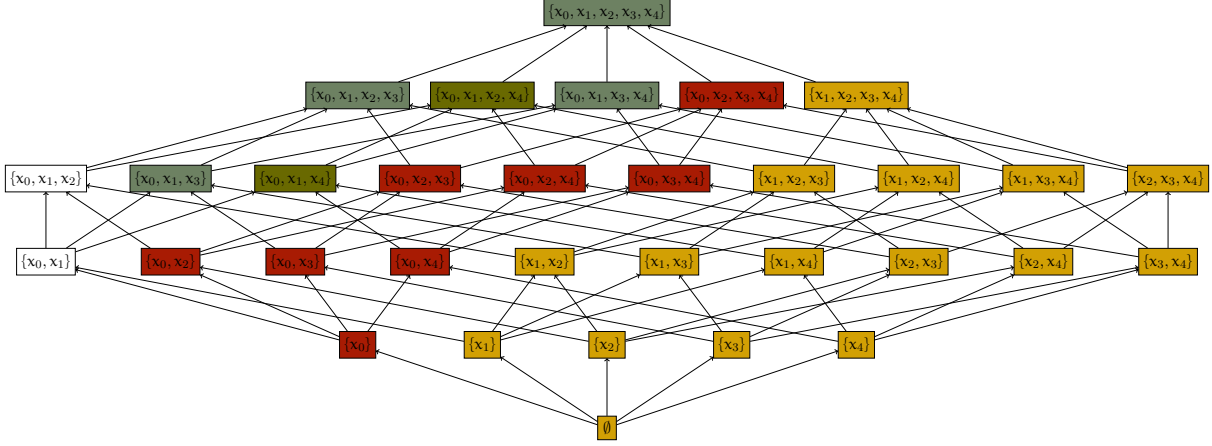 {x₀, x₁, x₂, x₃, x₄}
{x₀, x₁, x₂, x₃} {x₀, x₁, x₂, x₄} {x₀, x₁, x₃, x₄} {x₀, x₂, x₃, x₄} {x₁, x₂, x₃, x₄}
{x₀, x₁, x₂} {x₀, x₁, x₃} {x₀, x₁, x₄} {x₀, x₂, x₃} {x₀, x₂, x₄} {x₀, x₃, x₄} {x₁, x₂, x₃} {x₁, x₂, x₄} {x₁, x₃, x₄} {x₂, x₃, x₄}
{x₀, x₁} {x₀, x₂} {x₀, x₃} {x₀, x₄} {x₁, x₂} {x₁, x₃} {x₁, x₄} {x₂, x₃} {x₂, x₄} {x₃, x₄}
{x₀} {x₁} {x₂} {x₃} {x₄}
∅